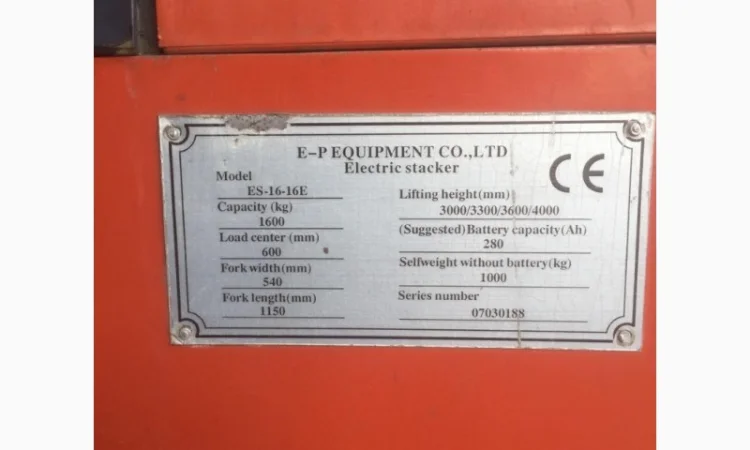 E-P EQUIPMENT CO.,LTD
Electric stacker
CE
Model
ES-16-16E
Capacity (kg)
1600
Load center (mm)
600
Fork width(mm)
540
Fork length(mm)
1150
Lifting height(mm)
3000/3300/3600/4000
(Suggested)Battery capacity(Ah)
280
Selfweight without battery(kg)
1000
Series number
07030188